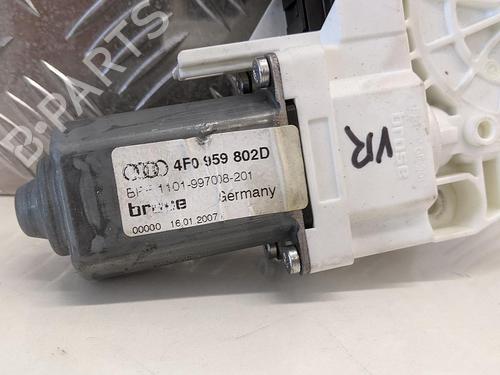 B-PARTS
4F0 959 802D
1101-997008-201
Germany
00000 16.01.2007
VR
brose